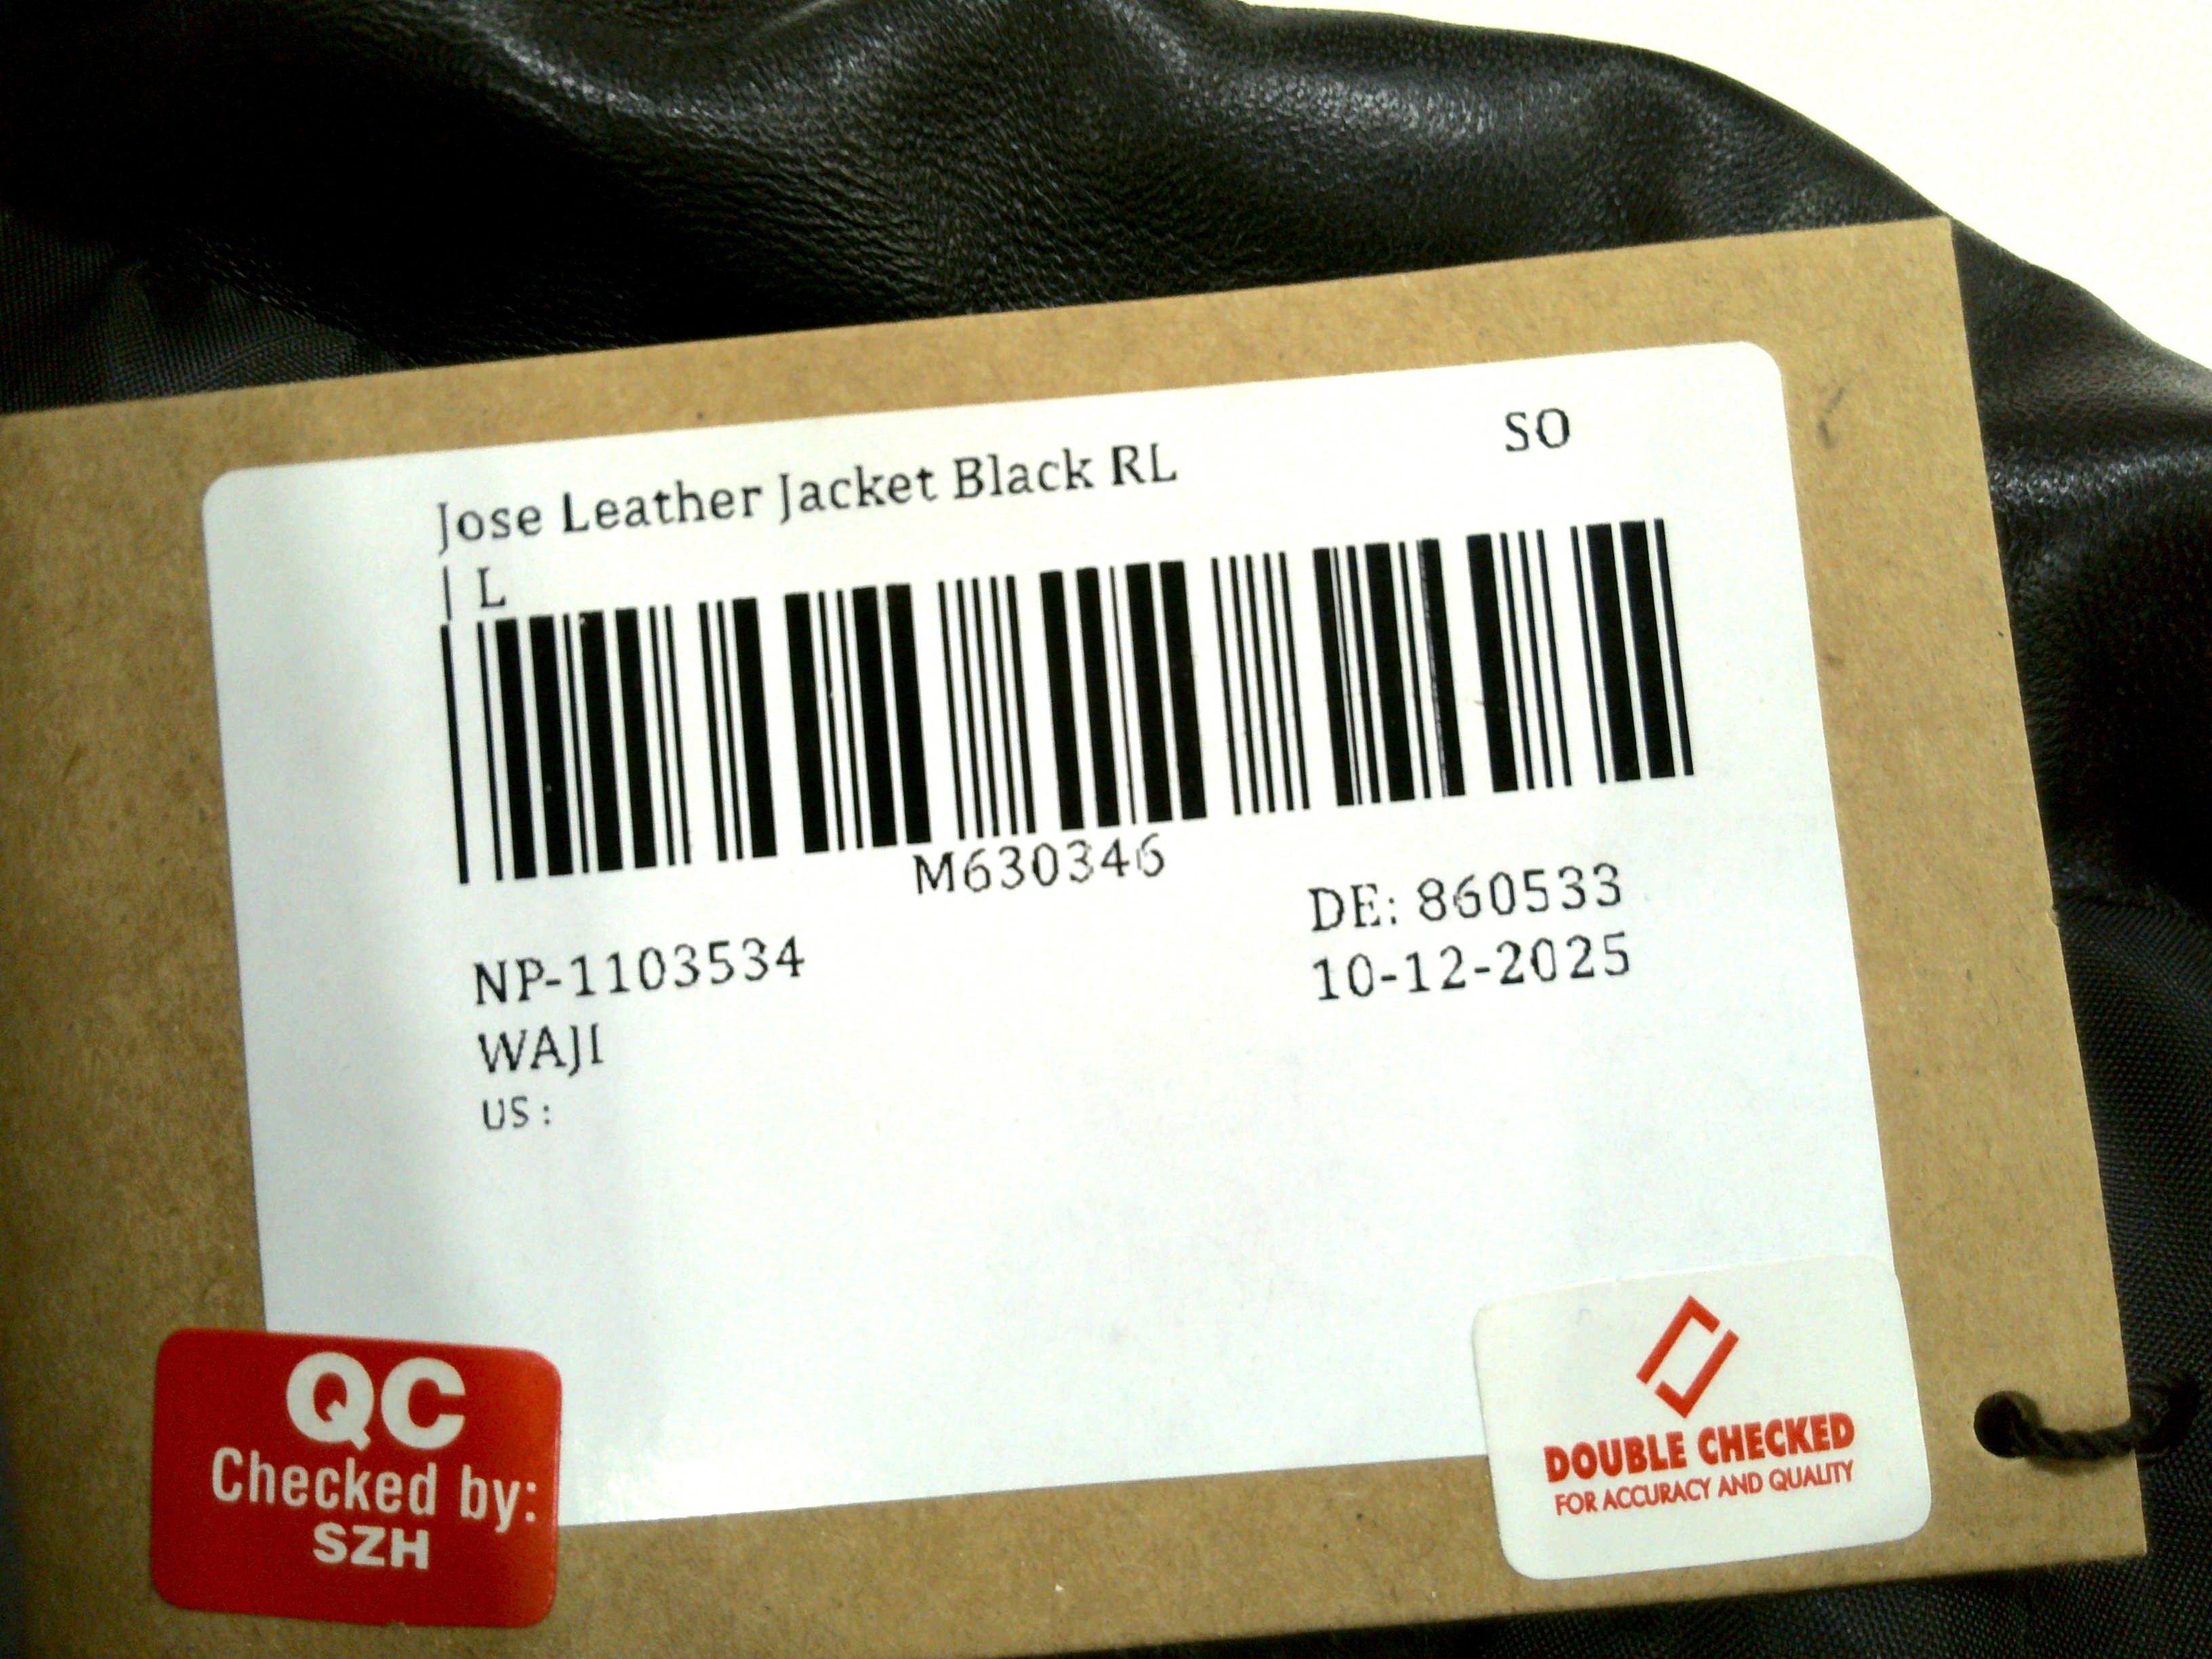 Jose Leather Jacket Black RL SO
| L
M630346
NP-1103534 DE: 860533
WAJI 10-12-2025
US :
QC
Checked by:
SZH
DOUBLE CHECKED
FOR ACCURACY AND QUALITY